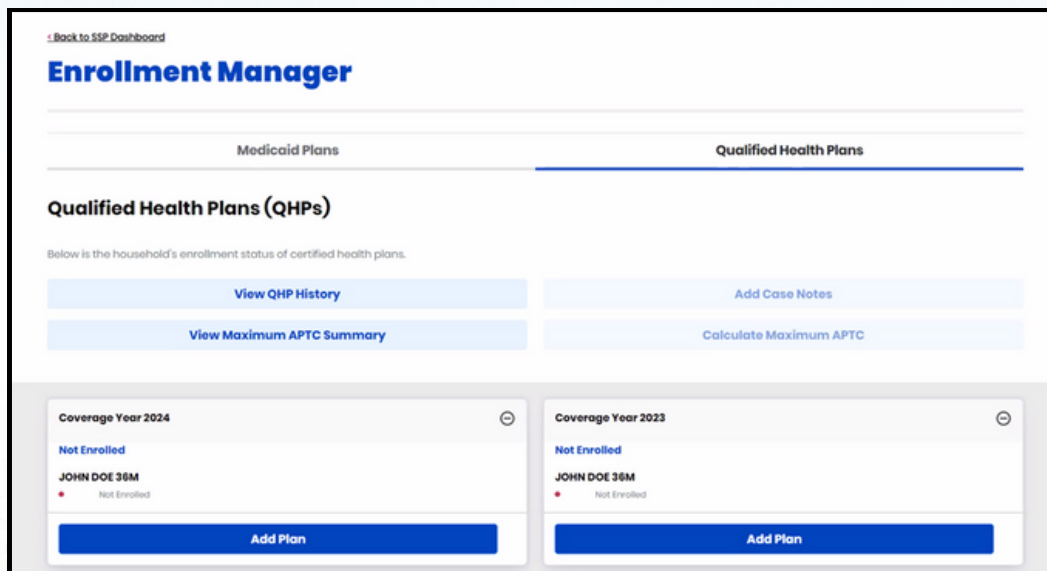 < Back to SSP Dashboard
Enrollment Manager
Medicaid Plans
Qualified Health Plans
Qualified Health Plans (QHPs)
Below is the household's enrollment status of certified health plans.
View QHP History
Add Case Notes
View Maximum APTC Summary
Calculate Maximum APTC
Coverage Year 2024
Not Enrolled
JOHN DOE 36M
Not Enrolled
Add Plan
Coverage Year 2023
Not Enrolled
JOHN DOE 36M
Not Enrolled
Add Plan